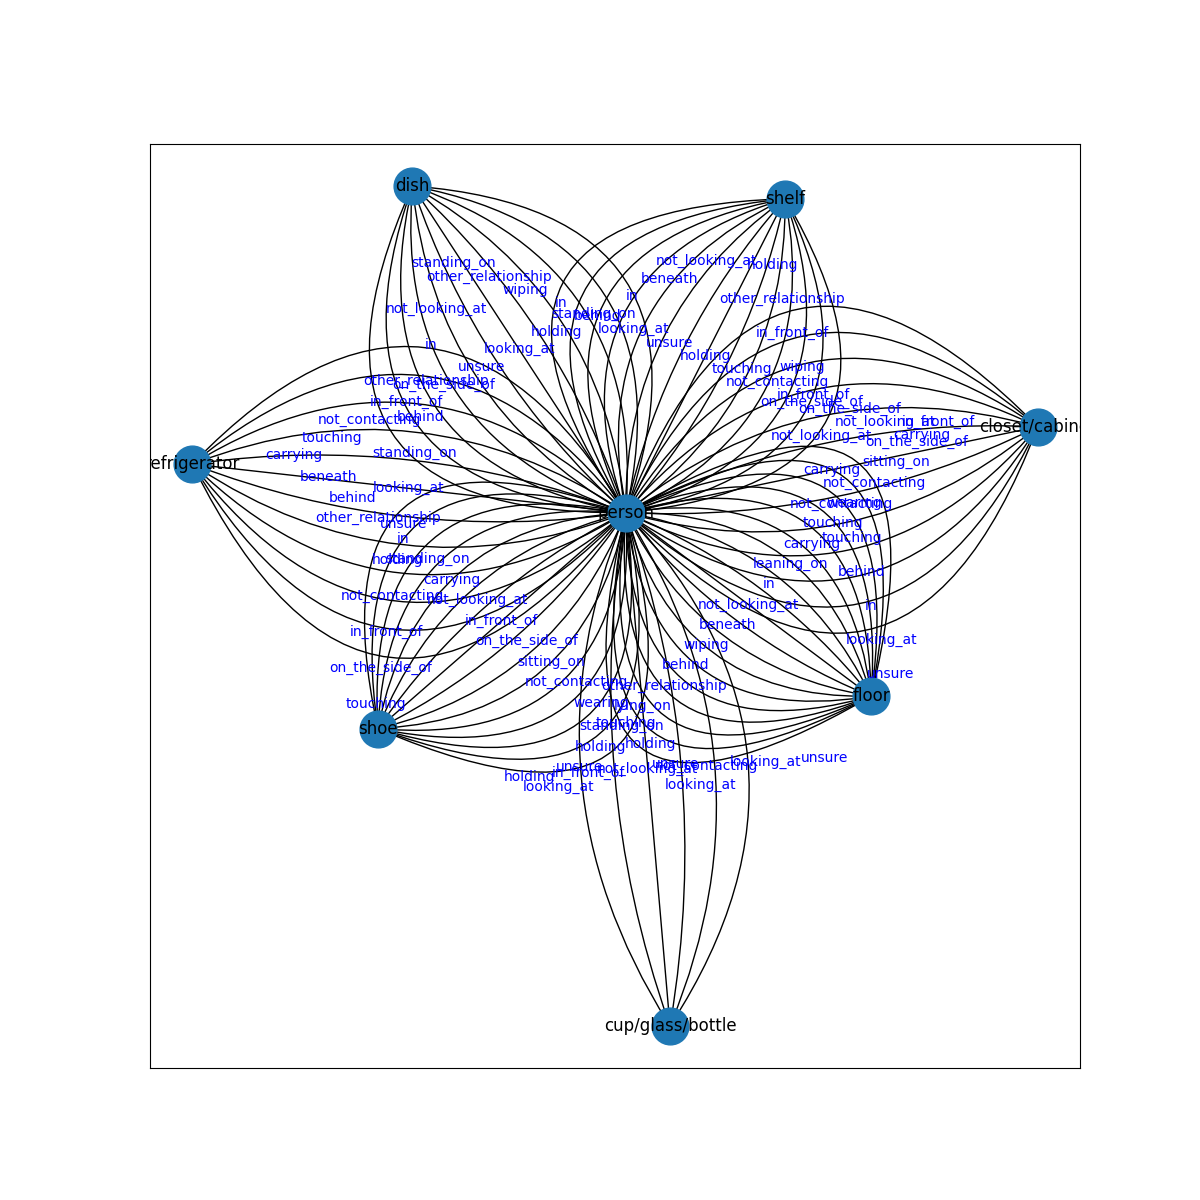 dish
shelf
standing_on
not_looking_at
holding
other_relationship
beneath
wiping
in
in
other_relationship
not_looking_at
standing_on
behind
holding
looking_at
in_front_of
in
looking_at
unsure
unsure
holding
touching
wiping
other_relationship
on_the_side_of
not_contacting
in_front_of
in_front_of
on_the_side_of
on_the_side_of
not_contacting
behind
not_looking_at
in_front_of
closet/cabine
touching
not_looking_at
carrying
on_the_side_of
carrying
standing_on
refrigerator
sitting_on
beneath
carrying
not_contacting
looking_at
behind
not_contacting
wearing
person
other_relationship
unsure
touching
in
touching
carrying
holding
standing_on
leaning_on
behind
carrying
in
not_contacting
not_looking_at
not_looking_at
in
in_front_of
in_front_of
beneath
on_the_side_of
wiping
looking_at
on_the_side_of
sitting_on
behind
unsure
not_contacting
other_relationship
floor
touching
wearing
lying_on
shoe
touching
standing_on
holding
holding
unsure
not_looking_at
unsure
not_contacting
looking_at
unsure
holding
in_front_of
looking_at
looking_at
cup/glass/bottle